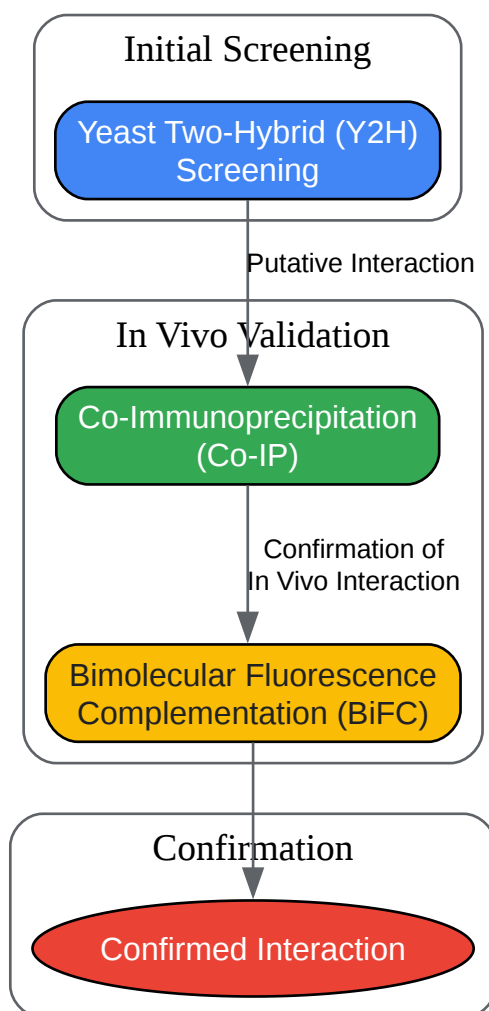 Initial Screening
Yeast Two-Hybrid (Y2H)
Screening
Putative Interaction
In Vivo Validation
Co-Immunoprecipitation
(Co-IP)
Confirmation of
In Vivo Interaction
Bimolecular Fluorescence
Complementation (BiFC)
Confirmation
Confirmed Interaction